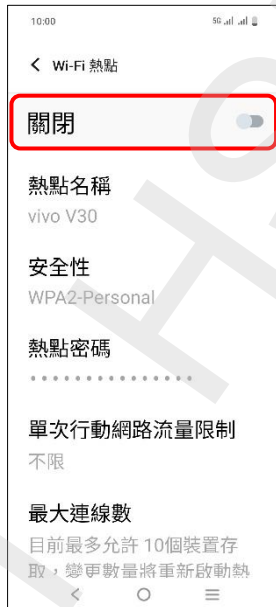 10:00
5G
Wi-Fi 熱點
關閉
熱點名稱
vivo V30
安全性
WPA2-Personal
熱點密碼
單次行動網路流量限制
不限
最大連線數
目前最多允許 10個裝置存
取，變更數量將重新啟動熱